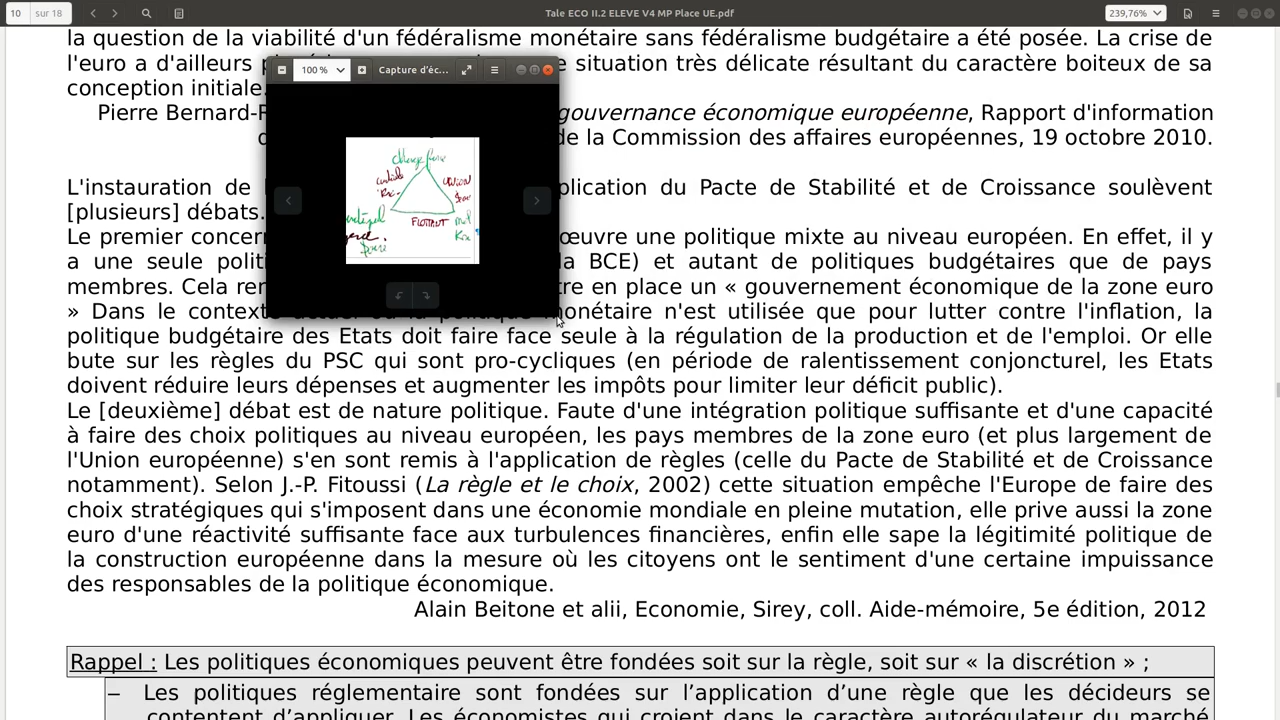 10 sur 18
Tale ECO II.2 ELEVE V4 MP Place UE.pdf
239,76%
la question de la viabilité d'un fédéralisme monétaire sans fédéralisme budgétaire a été posée. La crise de
l'euro a d'ailleurs situation très délicate résultant du caractère boiteux de sa
conception initiale.
100 % Capture d'éc...
Pierre Bernard-R gouvernance économique européenne, Rapport d'information
de la Commission des affaires européennes, 19 octobre 2010.
L'instauration de plication du Pacte de Stabilité et de Croissance soulèvent
[plusieurs] débats.
Le premier concer œuvre une politique mixte au niveau européen. En effet, il y
a une seule polit la BCE) et autant de politiques budgétaires que de pays
membres. Cela re tre en place un « gouvernement économique de la zone euro
» Dans le context monétaire n'est utilisée que pour lutter contre l'inflation, la
politique budgétaire des Etats doit faire face seule à la régulation de la production et de l'emploi. Or elle
bute sur les règles du PSC qui sont pro-cycliques (en période de ralentissement conjoncturel, les Etats
doivent réduire leurs dépenses et augmenter les impôts pour limiter leur déficit public).
Le [deuxième] débat est de nature politique. Faute d'une intégration politique suffisante et d'une capacité
à faire des choix politiques au niveau européen, les pays membres de la zone euro (et plus largement de
l'Union européenne) s'en sont remis à l'application de règles (celle du Pacte de Stabilité et de Croissance
notamment). Selon J.-P. Fitoussi (La règle et le choix, 2002) cette situation empêche l'Europe de faire des
choix stratégiques qui s'imposent dans une économie mondiale en pleine mutation, elle prive aussi la zone
euro d'une réactivité suffisante face aux turbulences financières, enfin elle sape la légitimité politique de
la construction européenne dans la mesure où les citoyens ont le sentiment d'une certaine impuissance
des responsables de la politique économique.
Alain Beitone et alii, Economie, Sirey, coll. Aide-mémoire, 5e édition, 2012
Rappel : Les politiques économiques peuvent être fondées soit sur la règle, soit sur « la discrétion » ;
– Les politiques réglementaire sont fondées sur l’application d’une règle que les décideurs se
contentent d’appliquer. Les économistes qui croient dans le caractère autorégulateur du marché
change fixe
UNION
FLOTTANT